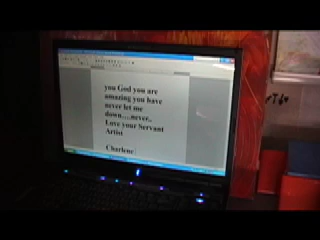 you God you are
amazing you have
never let me
down.....never..
Love your Servant
Artist
Charlene